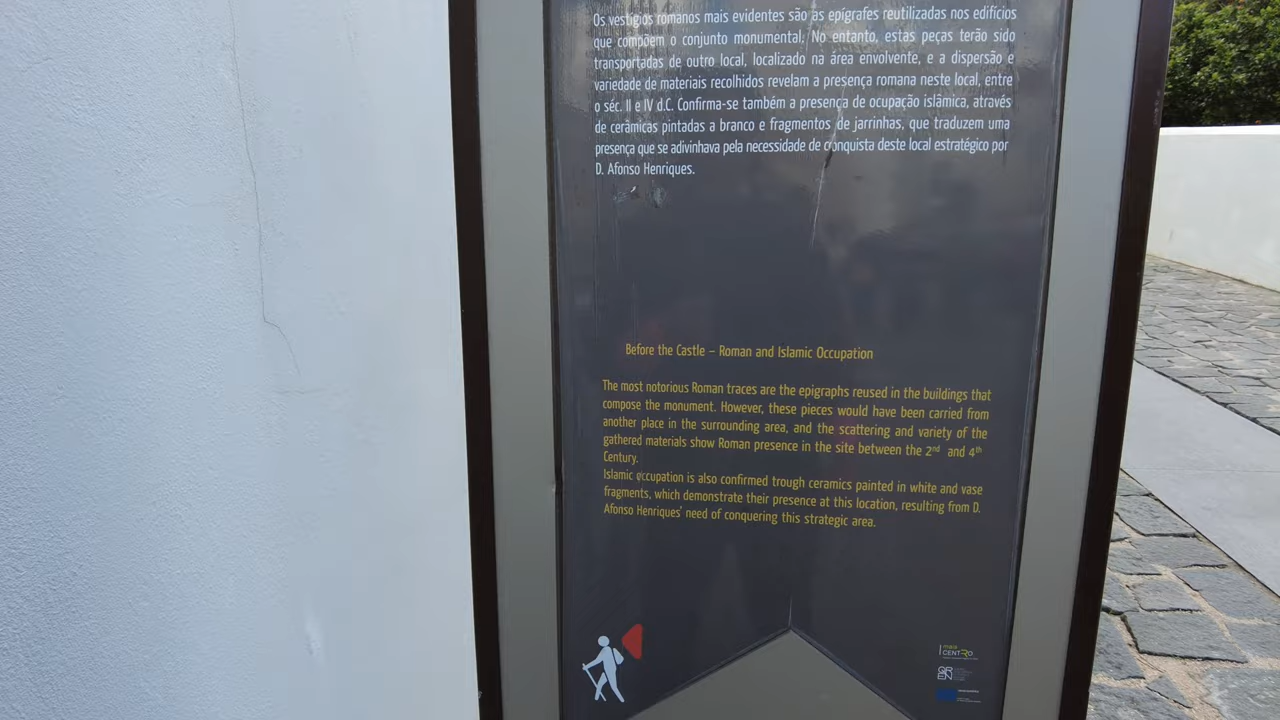 Os vestígios romanos mais evidentes são as epígrafes reutilizadas nos edifícios
que compõem o conjunto monumental. No entanto, estas peças terão sido
transportadas de outro local, localizado na área envolvente, e a dispersão e
variedade de materiais recolhidos revelam a presença romana neste local, entre
o séc. II e IV d.C. Confirma-se também a presença de ocupação islâmica, através
de cerâmicas pintadas a branco e fragmentos de jarrinhas, que traduzem uma
presença que se adivinhava pela necessidade de conquista deste local estratégico por
D. Afonso Henriques.
Before the Castle – Roman and Islamic Occupation
The most notorious Roman traces are the epigraphs reused in the buildings that
compose the monument. However, these pieces would have been carried from
another place in the surrounding area, and the scattering and variety of the
gathered materials show Roman presence in the site between the 2nd and 4th
Century.
Islamic occupation is also confirmed trough ceramics painted in white and vase
fragments, which demonstrate their presence at this location, resulting from D.
Afonso Henriques' need of conquering this strategic area.
mais
CENTRO
QR
EN